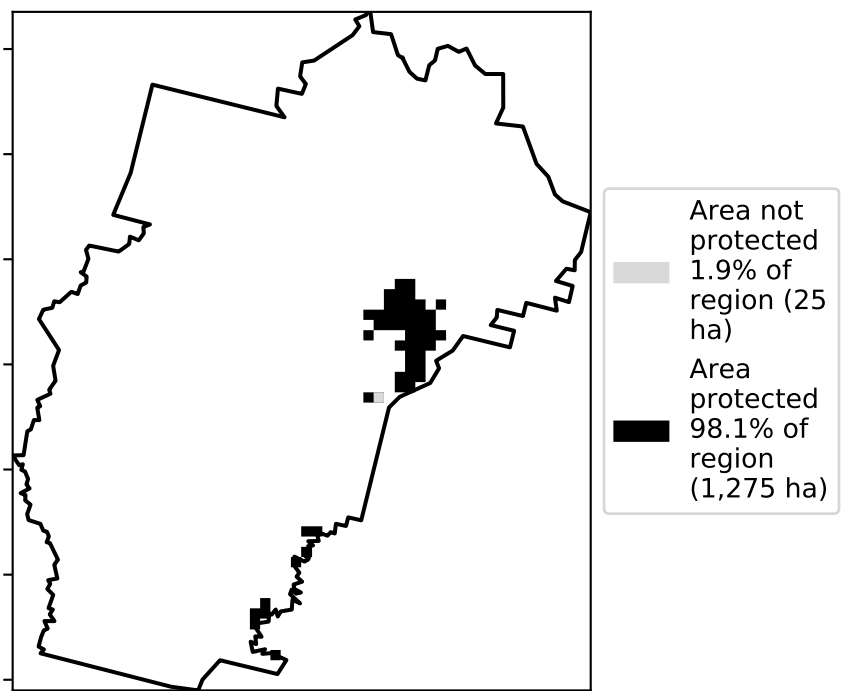 Area not
protected
1.9% of
region (25
ha)
Area
protected
98.1% of
region
(1,275 ha)